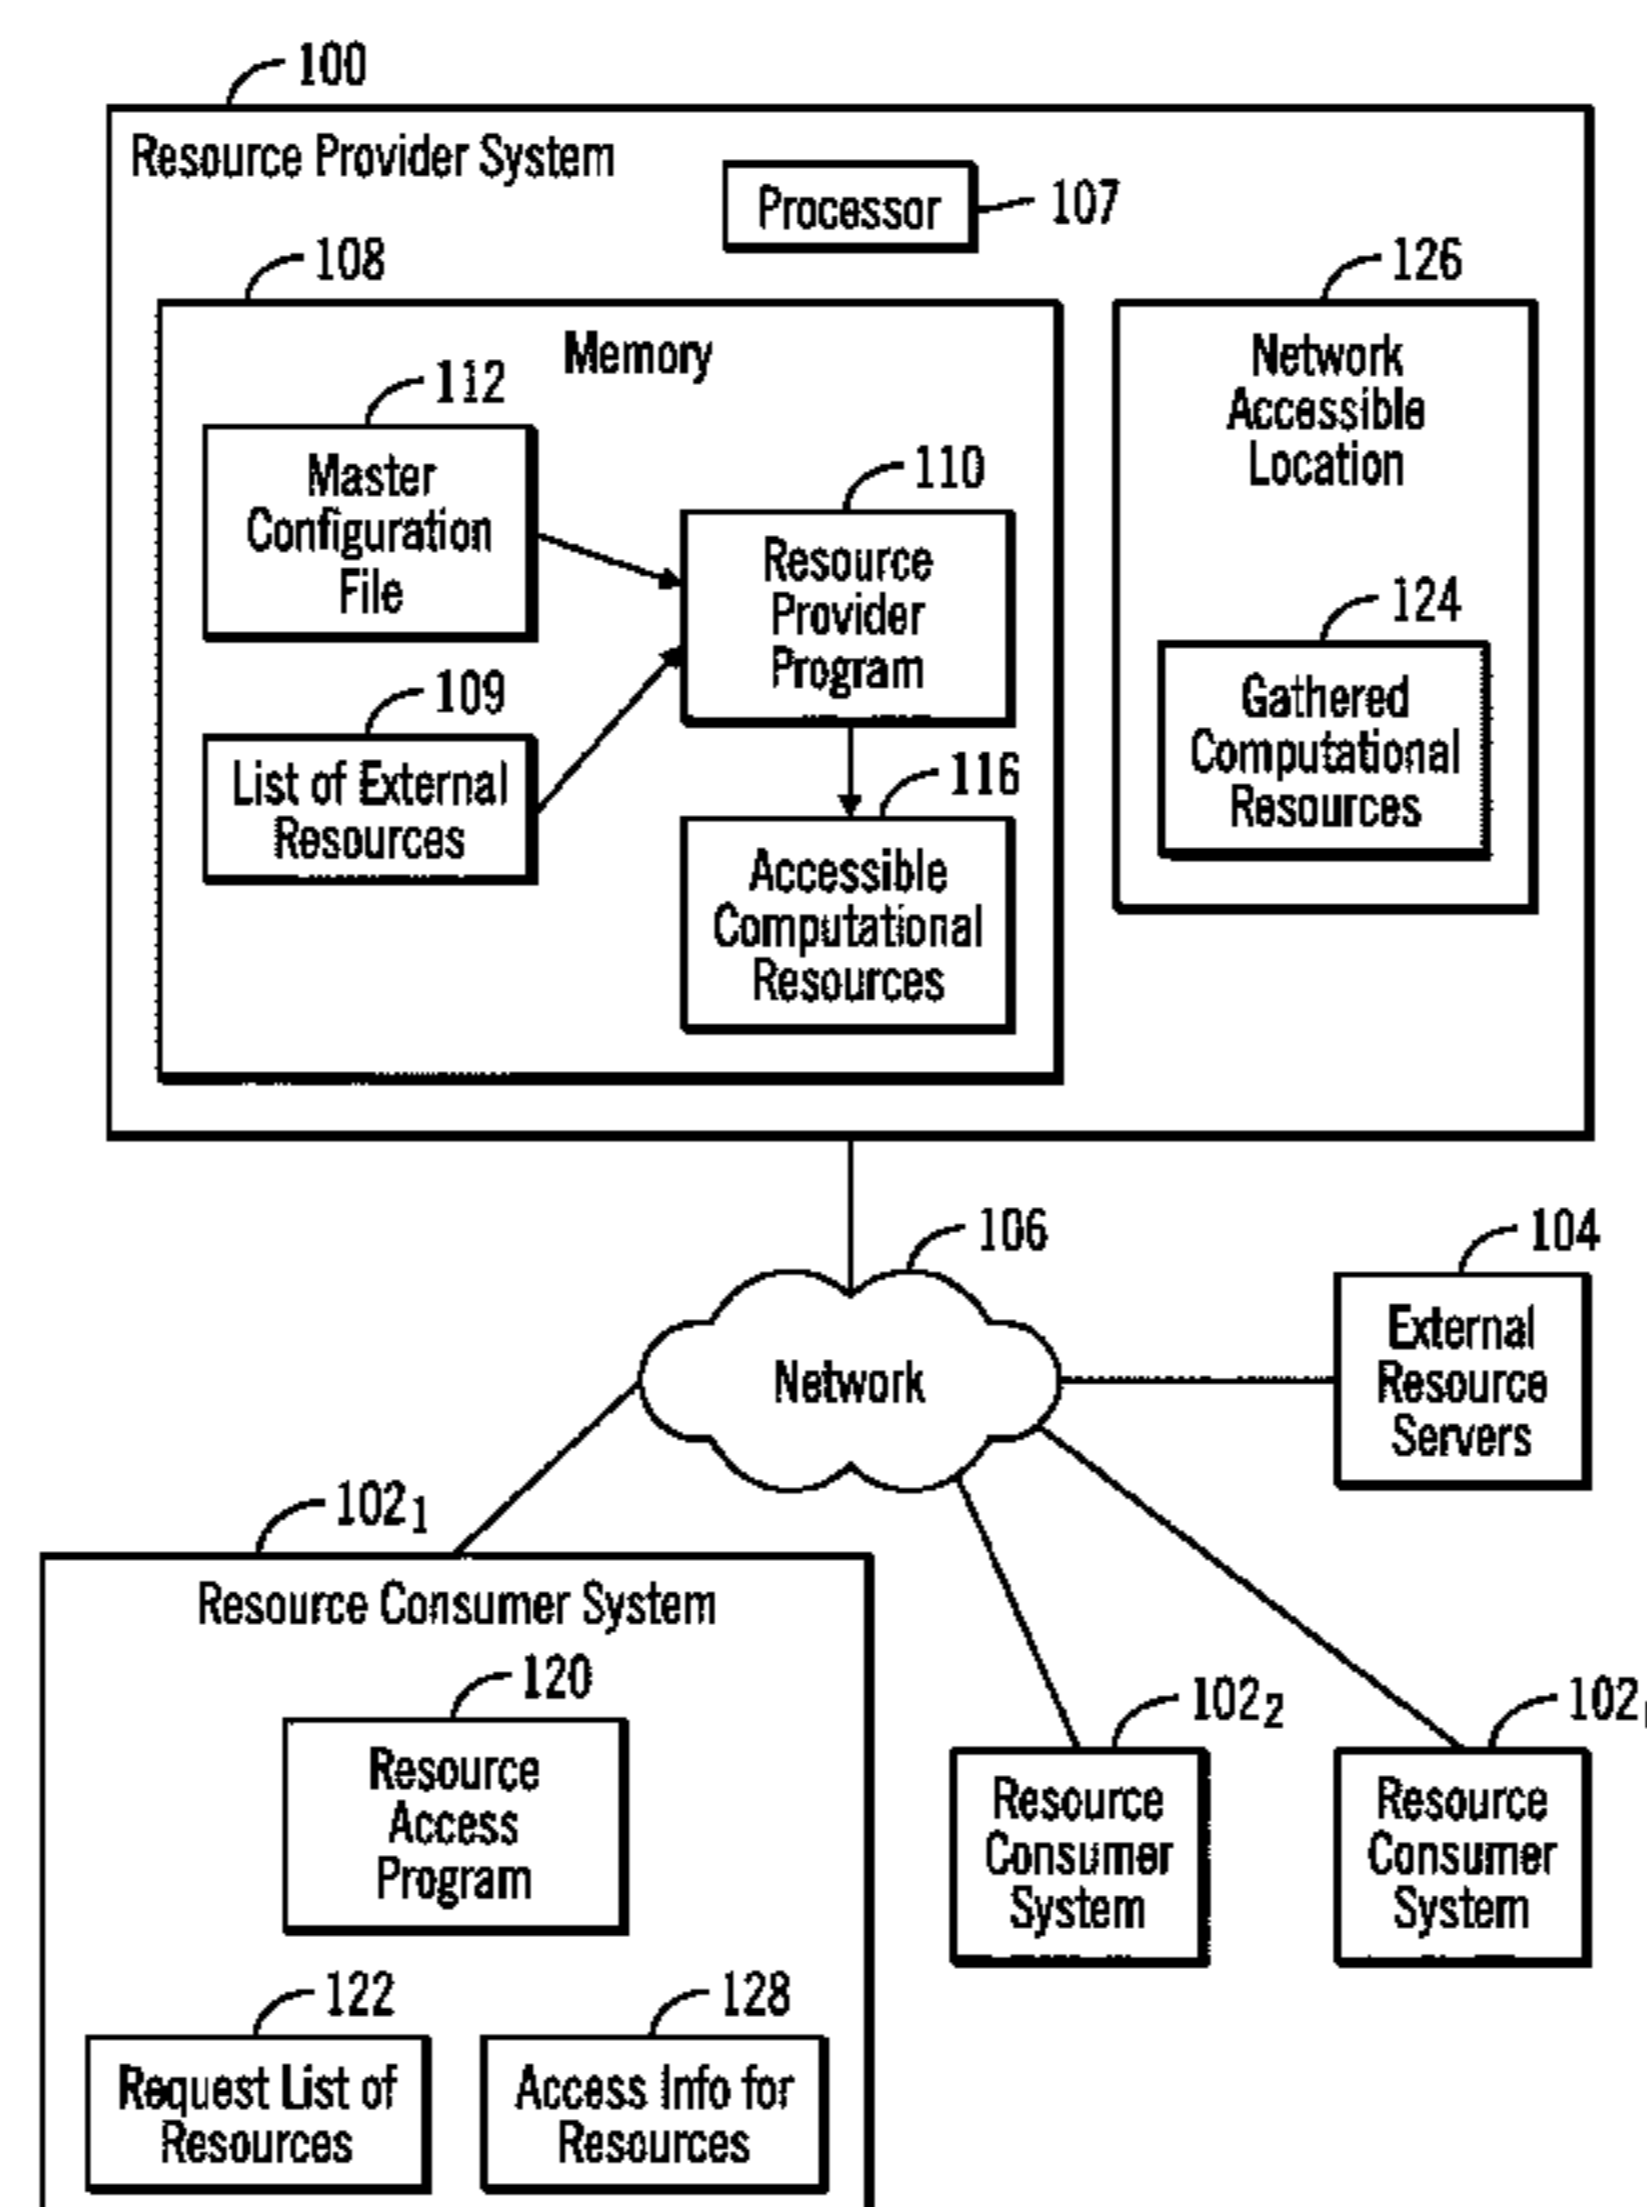 100
Resource Provider System
Processor
107
108
126
Memory
Network
Accessible
Location
112
Master
Configuration
File
110
Resource
Provider
Program
124
Gathered
Computational
Resources
109
List of External
Resources
116
Accessible
Computational
Resources
106
Network
104
External
Resource
Servers
102₁
Resource Consumer System
120
Resource
Access
Program
102₂
Resource
Consumer
System
102
Resource
Consumer
System
122
Request List of
Resources
128
Access Info for
Resources